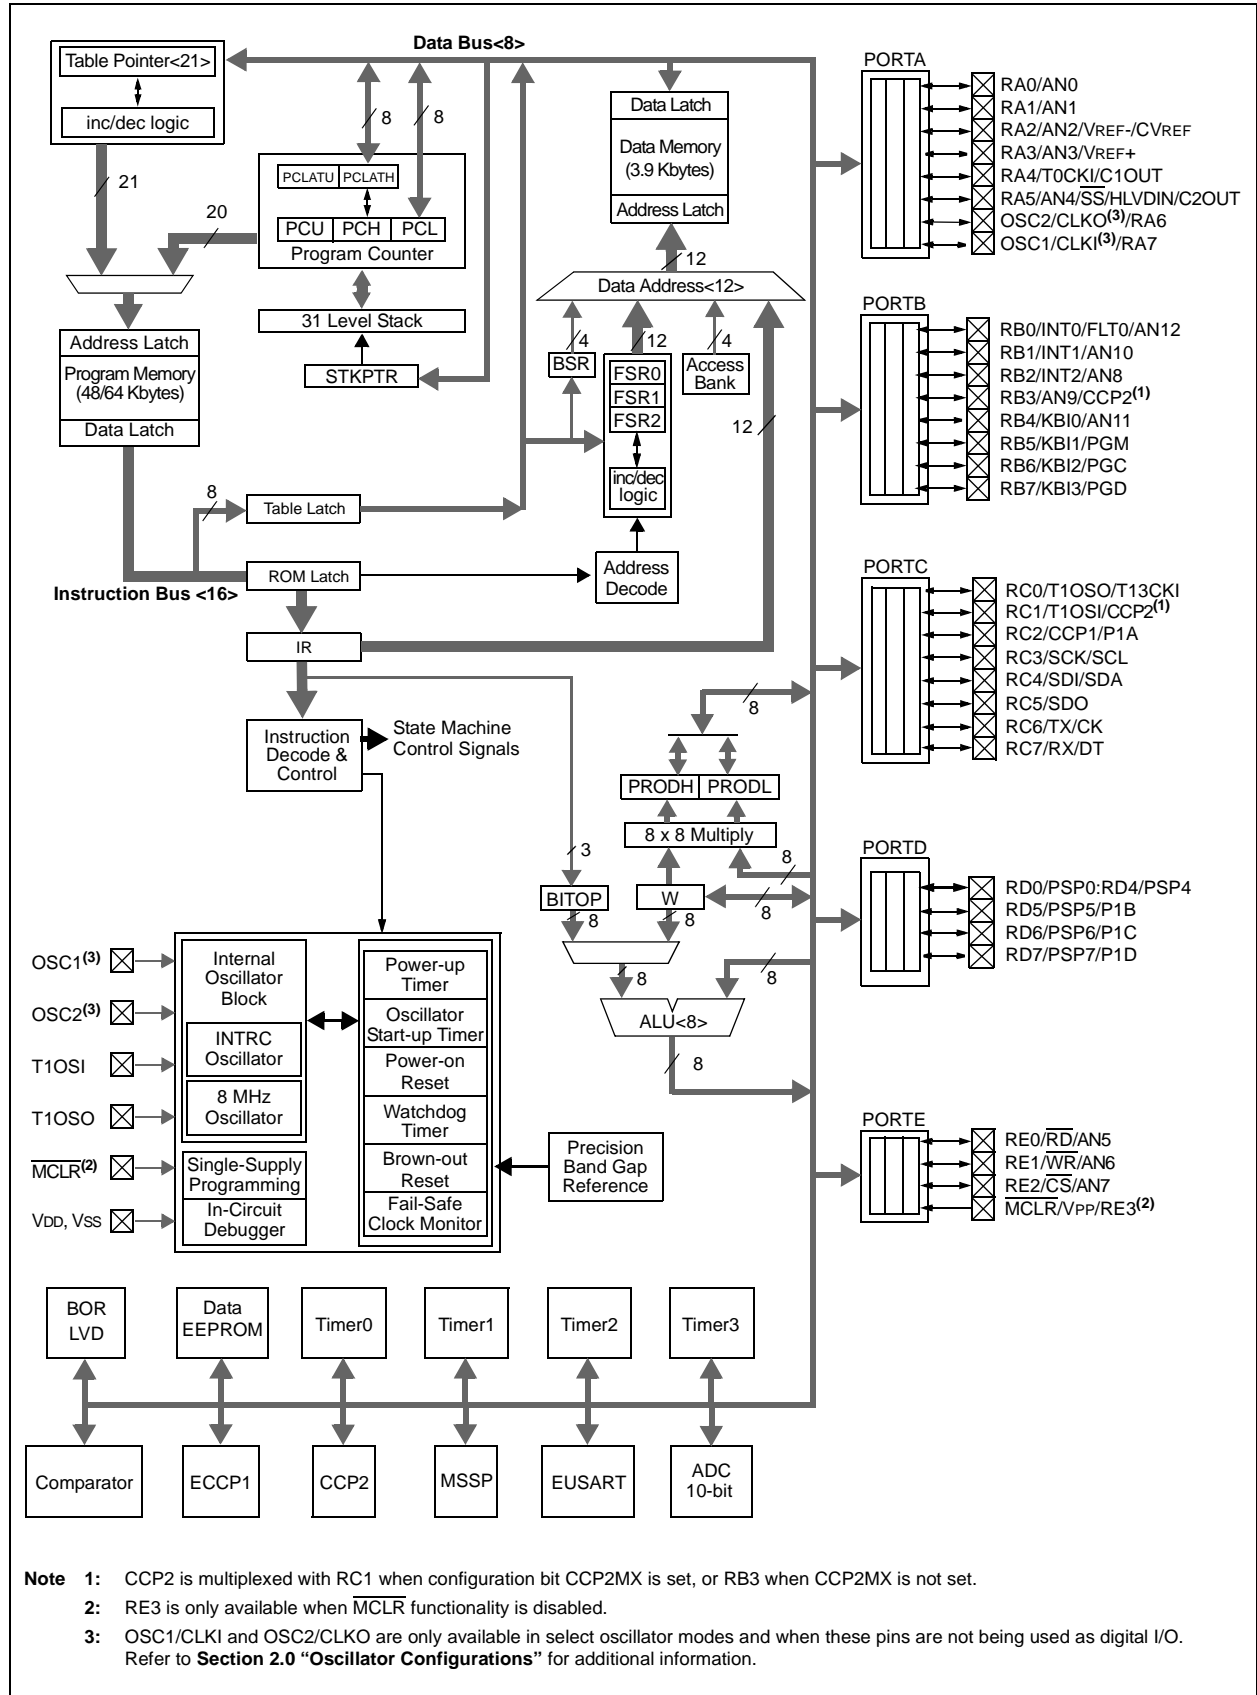 Data Bus<8>
Table Pointer<21>
inc/dec logic
21
20
8
8
PCLATU PCLATH
PCU PCH PCL
Program Counter
31 Level Stack
STKPTR
Address Latch
Program Memory
(48/64 Kbytes)
Data Latch
Data Latch
Data Memory
(3.9 Kbytes)
Address Latch
12
Data Address<12>
4
12
4
BSR
FSR0
FSR1
FSR2
inc/dec
logic
Access
Bank
12
8
Table Latch
ROM Latch
Instruction Bus <16>
Address
Decode
IR
Instruction
Decode &
Control
State Machine
Control Signals
8
PRODH PRODL
8 x 8 Multiply
3
8
BITOP
W
8
8
8
8
8
ALU<8>
8
OSC1(3)
OSC2(3)
T1OSI
T1OSO
MCLR(2)
VDD, VSS
Internal
Oscillator
Block
INTRC
Oscillator
8 MHz
Oscillator
Single-Supply
Programming
In-Circuit
Debugger
Power-up
Timer
Oscillator
Start-up Timer
Power-on
Reset
Watchdog
Timer
Brown-out
Reset
Fail-Safe
Clock Monitor
Precision
Band Gap
Reference
PORTA
RA0/AN0
RA1/AN1
RA2/AN2/VREF-/CVREF
RA3/AN3/VREF+
RA4/T0CKI/C1OUT
RA5/AN4/SS/HLVDIN/C2OUT
OSC2/CLKO(3)/RA6
OSC1/CLKI(3)/RA7
PORTB
RB0/INT0/FLT0/AN12
RB1/INT1/AN10
RB2/INT2/AN8
RB3/AN9/CCP2(1)
RB4/KBI0/AN11
RB5/KBI1/PGM
RB6/KBI2/PGC
RB7/KBI3/PGD
PORTC
RC0/T1OSO/T13CKI
RC1/T1OSI/CCP2(1)
RC2/CCP1/P1A
RC3/SCK/SCL
RC4/SDI/SDA
RC5/SDO
RC6/TX/CK
RC7/RX/DT
PORTD
RD0/PSP0:RD4/PSP4
RD5/PSP5/P1B
RD6/PSP6/P1C
RD7/PSP7/P1D
PORTE
RE0/RD/AN5
RE1/WR/AN6
RE2/CS/AN7
MCLR/VPP/RE3(2)
BOR
LVD
Data
EEPROM
Timer0
Timer1
Timer2
Timer3
Comparator
ECCP1
CCP2
MSSP
EUSART
ADC
10-bit
Note 1: CCP2 is multiplexed with RC1 when configuration bit CCP2MX is set, or RB3 when CCP2MX is not set.
2: RE3 is only available when MCLR functionality is disabled.
3: OSC1/CLKI and OSC2/CLKO are only available in select oscillator modes and when these pins are not being used as digital I/O.
Refer to Section 2.0 “Oscillator Configurations” for additional information.